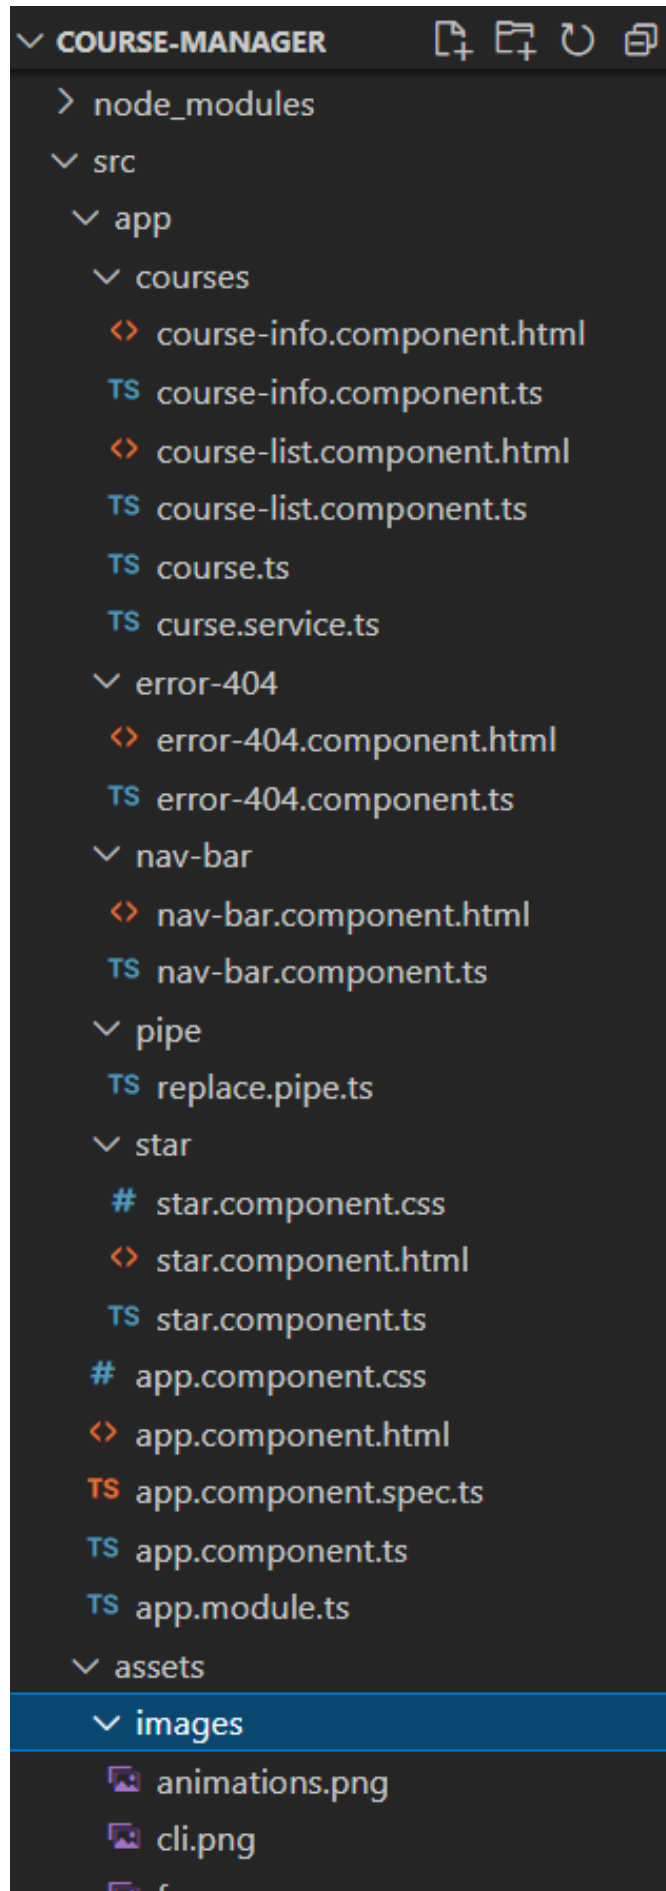 COURSE-MANAGER
node_modules
src
app
courses
<> course-info.component.html
TS course-info.component.ts
<> course-list.component.html
TS course-list.component.ts
TS course.ts
TS curse.service.ts
error-404
<> error-404.component.html
TS error-404.component.ts
nav-bar
<> nav-bar.component.html
TS nav-bar.component.ts
pipe
TS replace.pipe.ts
star
# star.component.css
<> star.component.html
TS star.component.ts
# app.component.css
<> app.component.html
TS app.component.spec.ts
TS app.component.ts
TS app.module.ts
assets
images
animations.png
cli.png